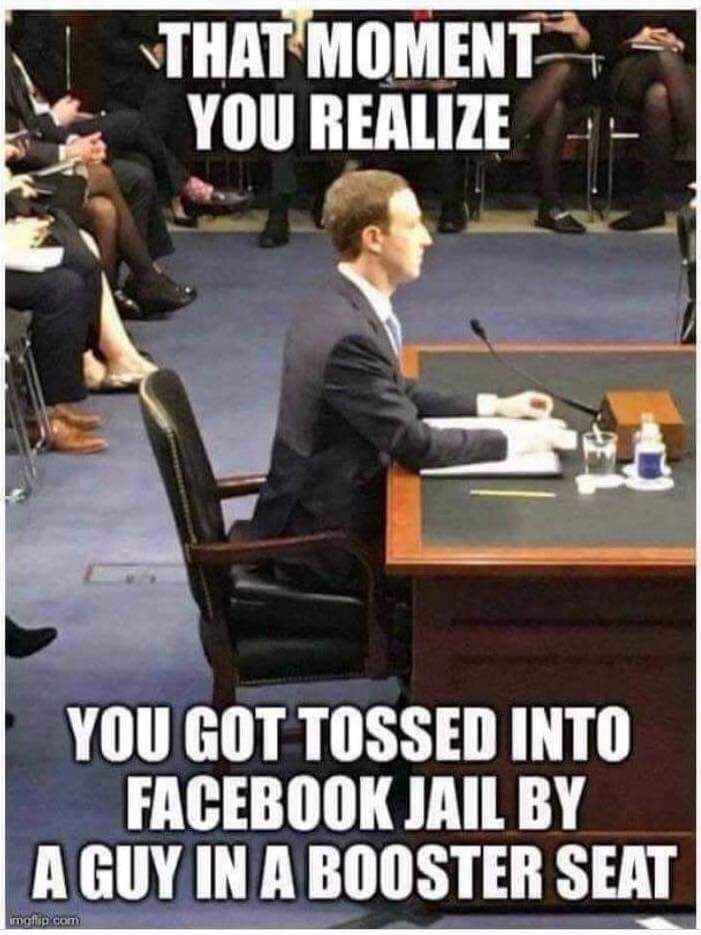 THAT MOMENT
YOU REALIZE
YOU GOT TOSSED INTO
FACEBOOK JAIL BY
A GUY IN A BOOSTER SEAT
imgflip.com